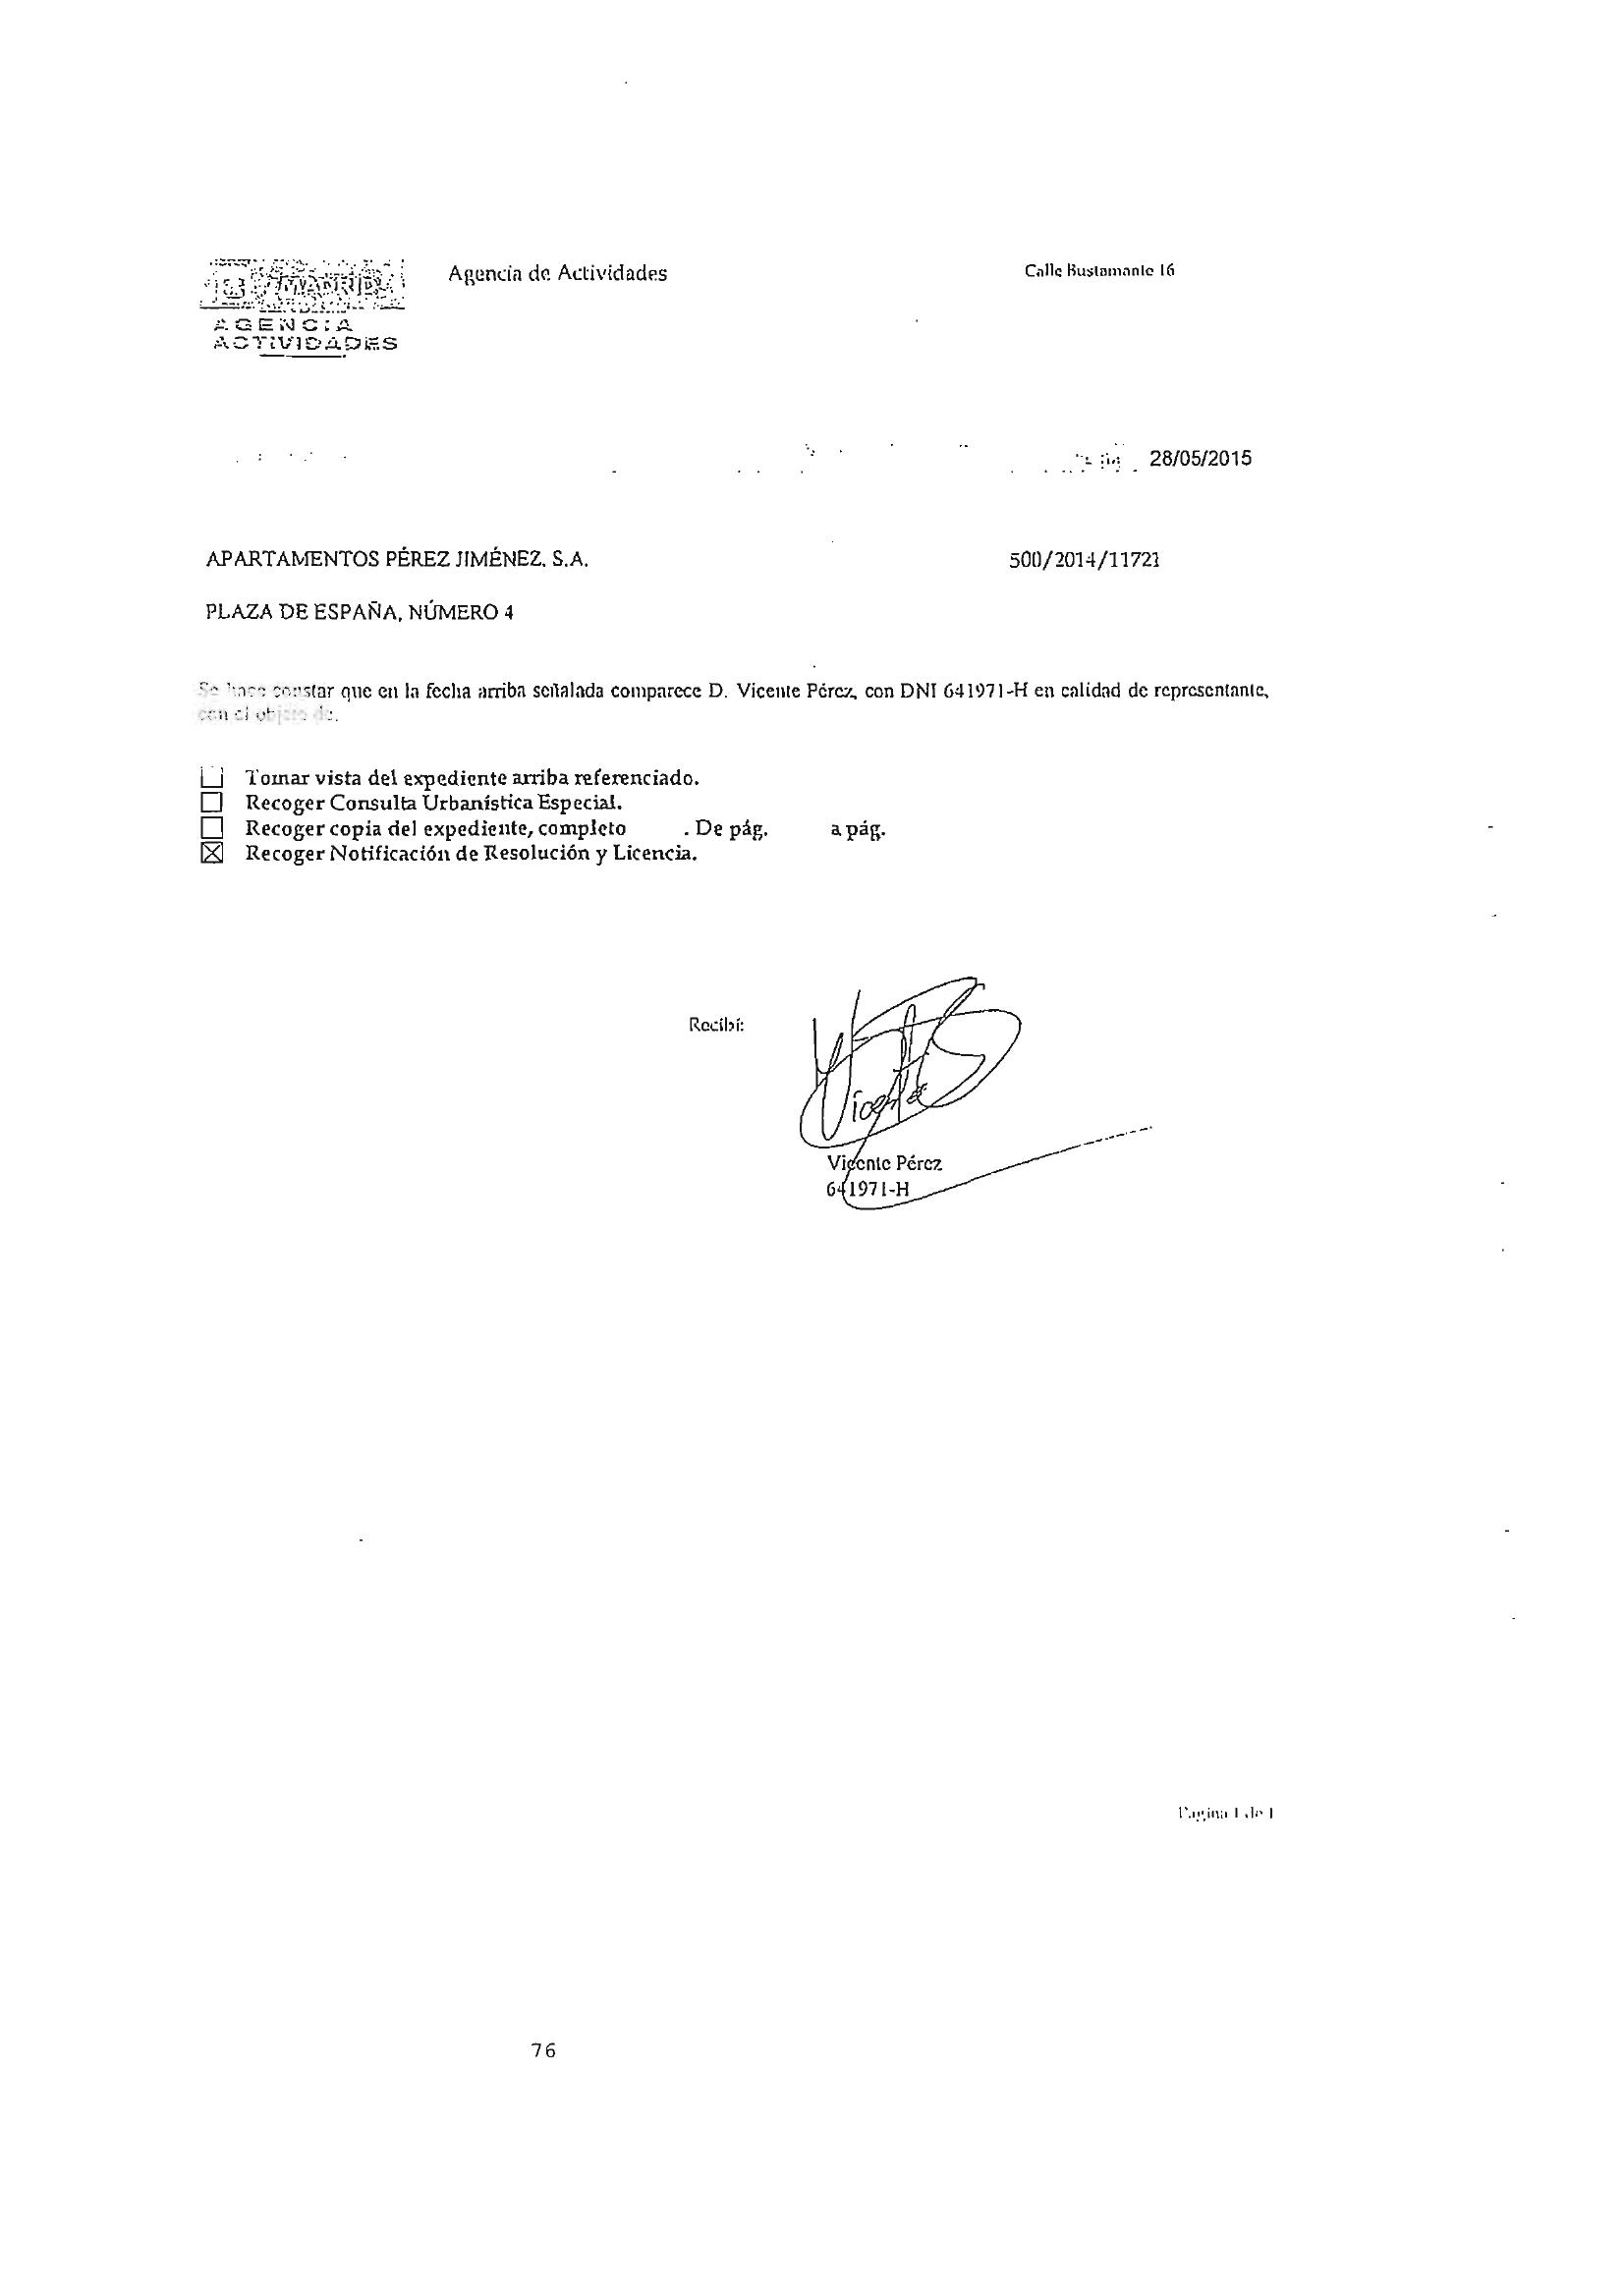 MADRID
AGENCIA
ACTIVIDADES
Agencia de Actividades
Calle Bustamante 16
28/05/2015
APARTAMENTOS PÉREZ JIMÉNEZ, S.A.
500/2014/11721
PLAZA DE ESPAÑA, NÚMERO 4
Se hace constar que en la fecha arriba señalada comparece D. Vicente Pérez, con DNI 641971-H en calidad de representante,
con el objeto de.
Tomar vista del expediente arriba referenciado.
Recoger Consulta Urbanística Especial.
Recoger copia del expediente, completo . De pág. a pág.
Recoger Notificación de Resolución y Licencia.
Recibí:
Vicente
Vicente Pérez
641971-H
Página 1 de 1
76